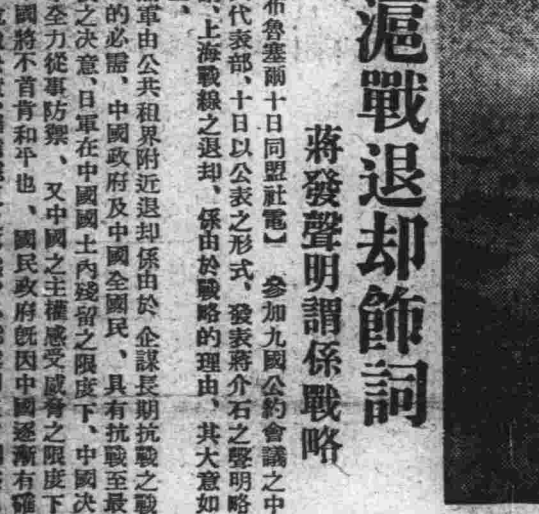 滬戰退却飾詞
蔣發聲明謂係戰略
布魯塞爾十日同盟社電】　參加九國公約會議之中
代表部、十日以公表之形式、發表蔣介石之聲明略
、上海戰線之退却、係由於戰略的理由、其大意如
軍由公共租界附近退却係由於企謀長期抗戰之戰
的必需、中國政府及中國全國民、具有抗戰至最
之决意、日軍在中國國土內殘留之限度下、中國决
全力從事防禦、又中國之主權感受威脅之限度下
國將不首肯和平也、國民政府旣因中國逐漸有確